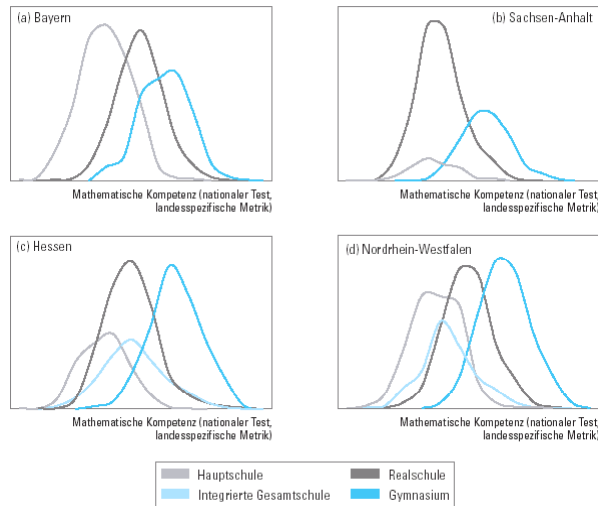 (a) Bayern
(b) Sachsen-Anhalt
Mathematische Kompetenz (nationaler Test,
landesspezifische Metrik)
Mathematische Kompetenz (nationaler Test,
landesspezifische Metrik)
(c) Hessen
(d) Nordrhein-Westfalen
Mathematische Kompetenz (nationaler Test,
landesspezifische Metrik)
Mathematische Kompetenz (nationaler Test,
landesspezifische Metrik)
Hauptschule
Realschule
Integrierte Gesamtschule
Gymnasium